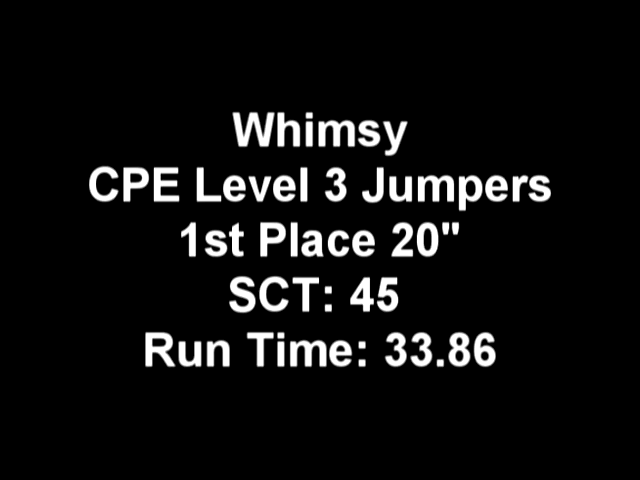 Whimsy
CPE Level 3 Jumpers
1st Place 20"
SCT: 45
Run Time: 33.86